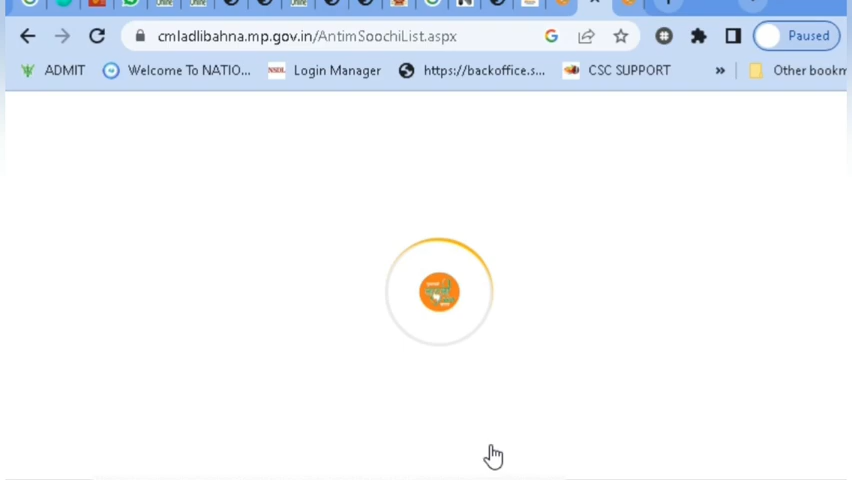 cmladlibahna.mp.gov.in/AntimSoochiList.aspx
Paused
ADMIT
Welcome To NATIO...
NSDL
Login Manager
https://backoffice.s...
CSC SUPPORT
»
Other bookm